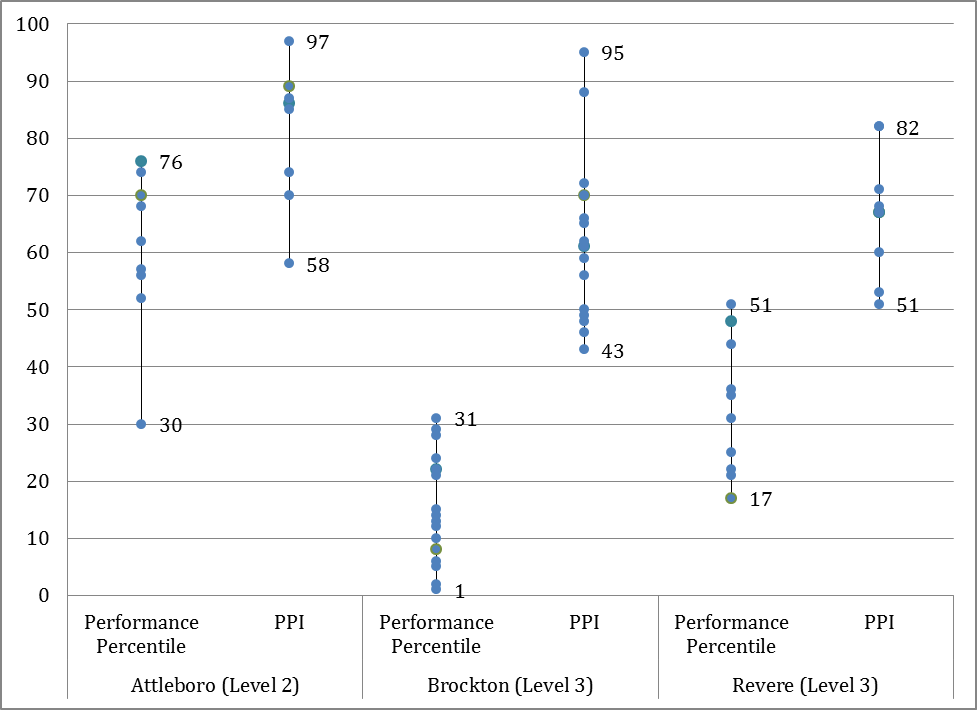 100
97
95
90
82
80
76
70
60
58
51
51
50
43
40
31
30
30
20
17
10
1
0
Performance Percentile
PPI
Performance Percentile
PPI
Performance Percentile
PPI
Attleboro (Level 2)
Brockton (Level 3)
Revere (Level 3)